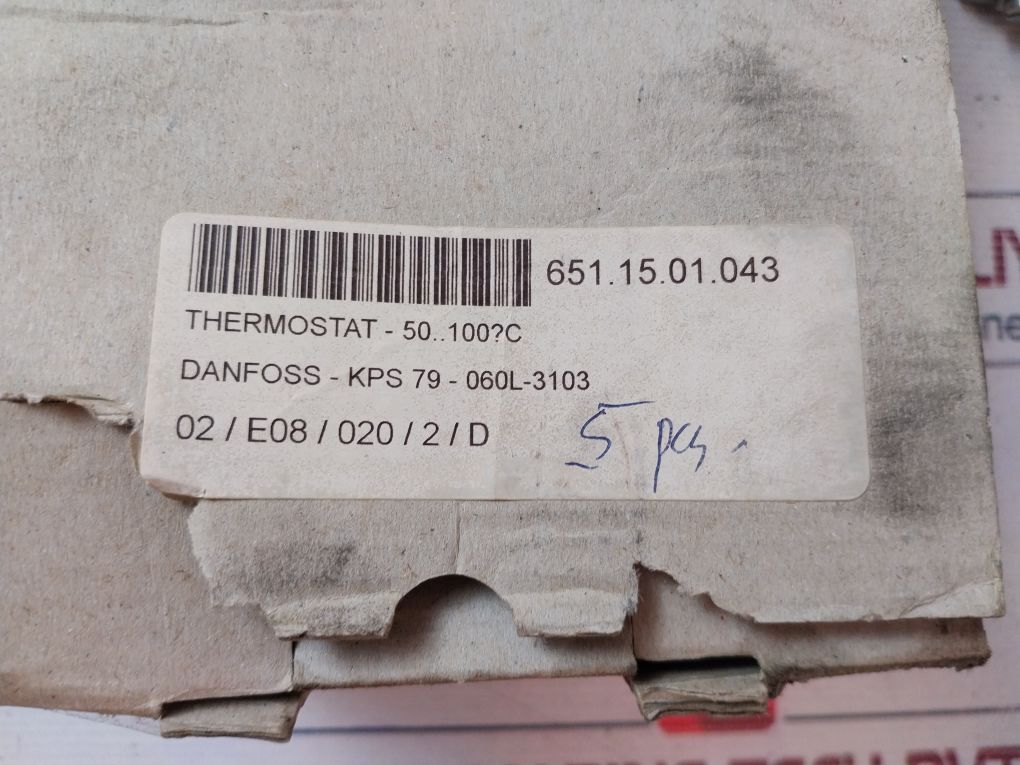 651.15.01.043
THERMOSTAT - 50..100?C
DANFOSS - KPS 79 - 060L-3103
02 / E08 / 020 / 2 / D
5 pcs.